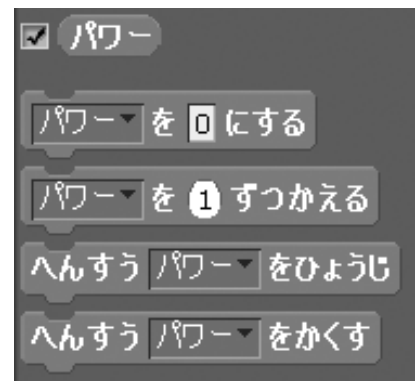 パワー
パワー を 0 にする
パワー を 1 ずつかえる
へんすう パワー をひょうじ
へんすう パワー をかくす